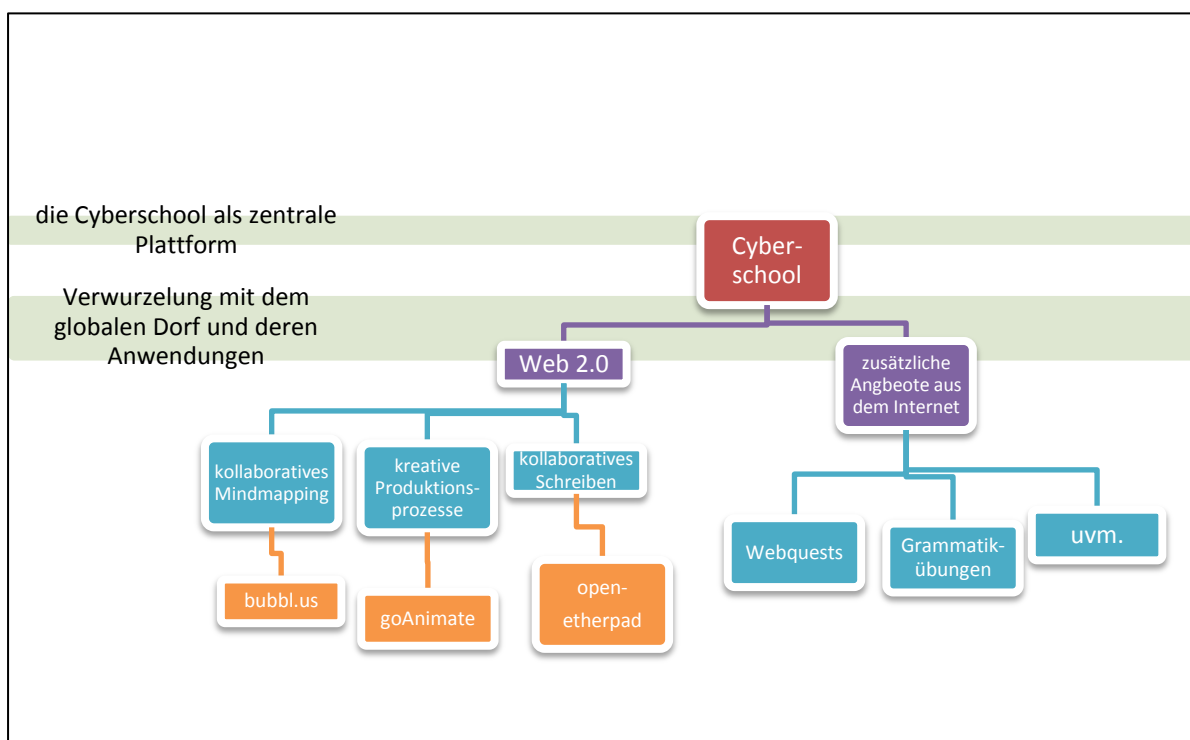 die Cyberschool als zentrale
Plattform
Cyber-
school
Verwurzelung mit dem
globalen Dorf und deren
Anwendungen
Web 2.0
zusätzliche
Angbeote aus
dem Internet
kollaboratives
Mindmapping
kreative
Produktions-
prozesse
kollaboratives
Schreiben
Webquests
Grammatik-
übungen
uvm.
bubbl.us
goAnimate
open-
etherpad